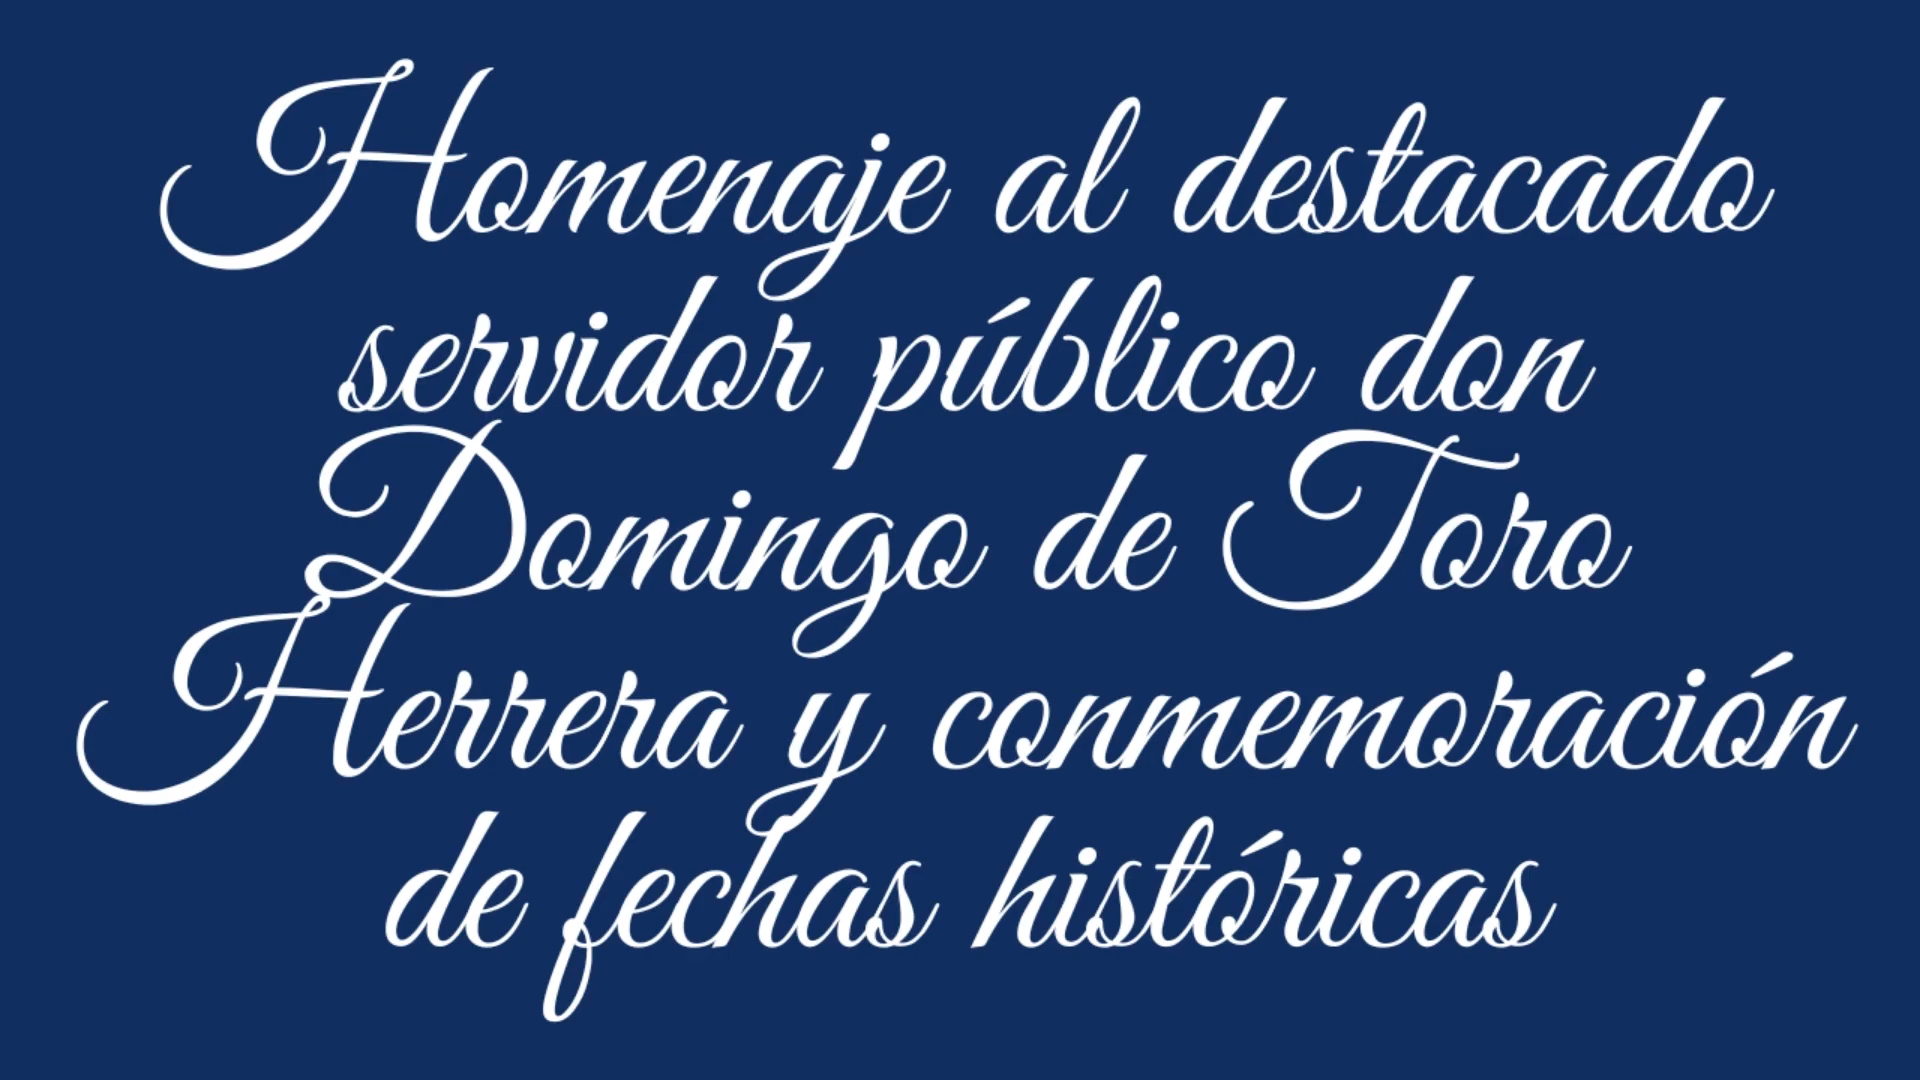 Homenaje al destacado
servidor público don
Domingo de Toro
Herrera y conmemoración
de fechas históricas